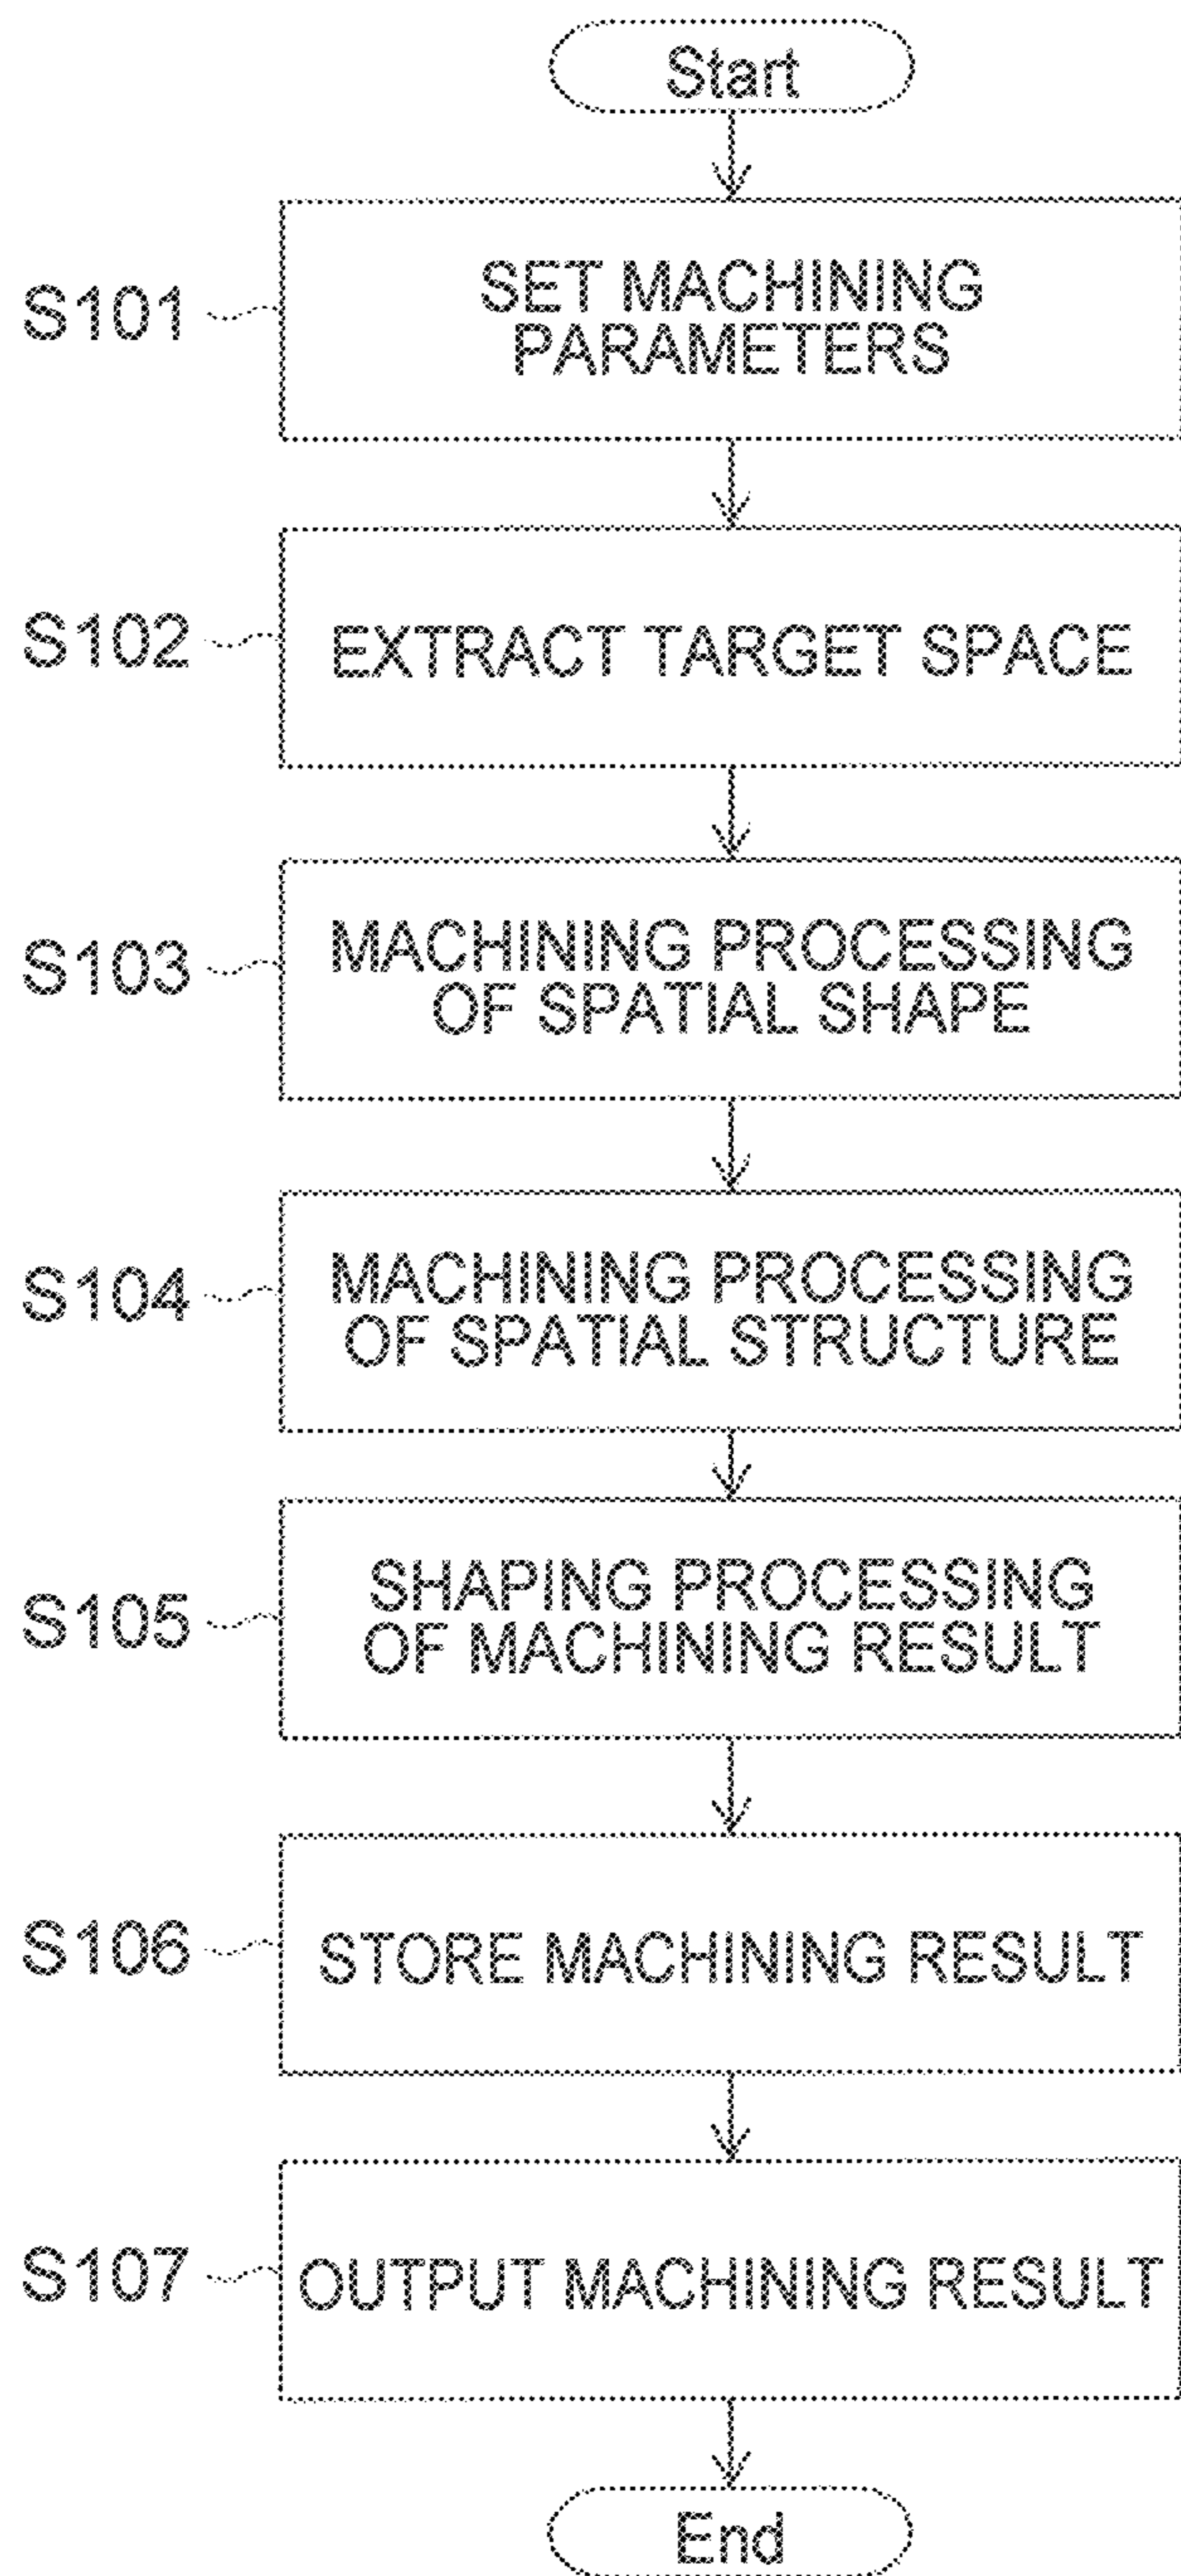 Start
S101
SET MACHINING
PARAMETERS
S102
EXTRACT TARGET SPACE
S103
MACHINING PROCESSING
OF SPATIAL SHAPE
S104
MACHINING PROCESSING
OF SPATIAL STRUCTURE
S105
SHAPING PROCESSING
OF MACHINING RESULT
S106
STORE MACHINING RESULT
S107
OUTPUT MACHINING RESULT
End